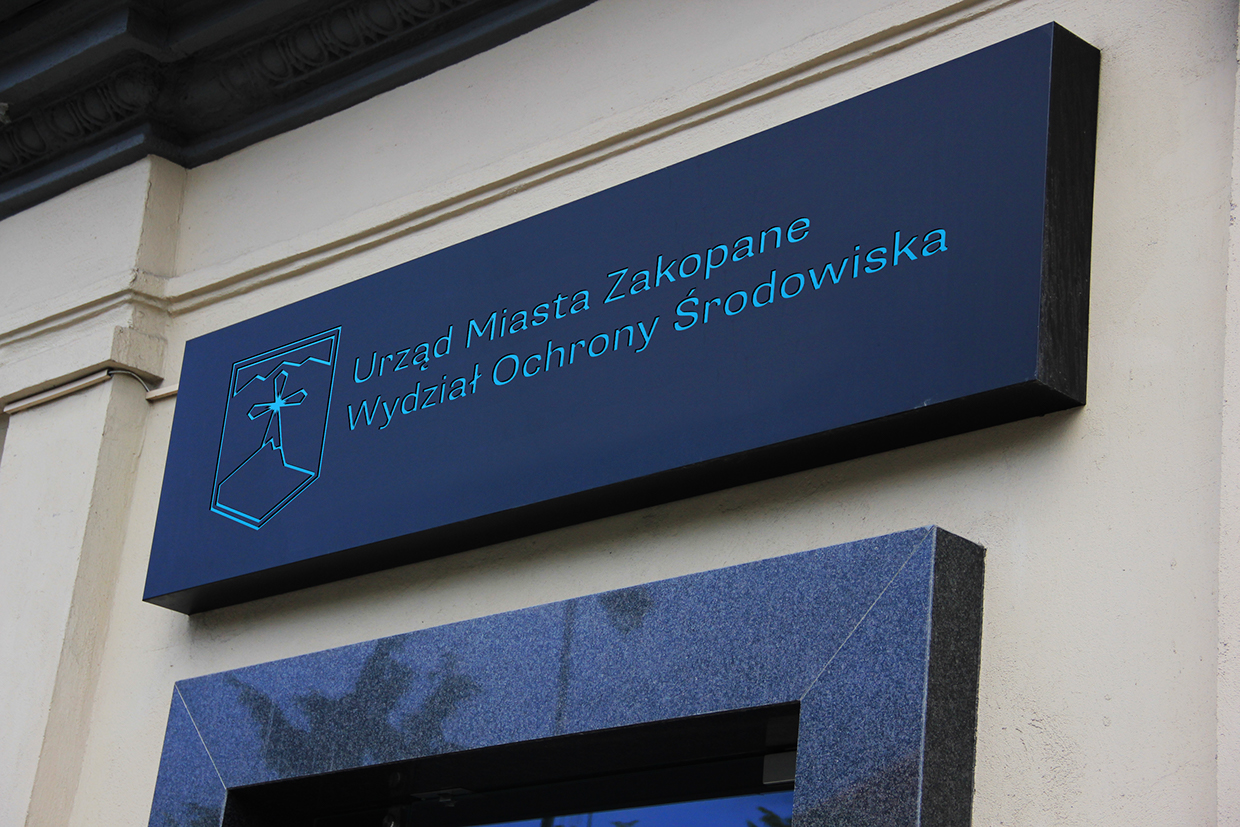 Urząd Miasta Zakopane
Wydział Ochrony Środowiska